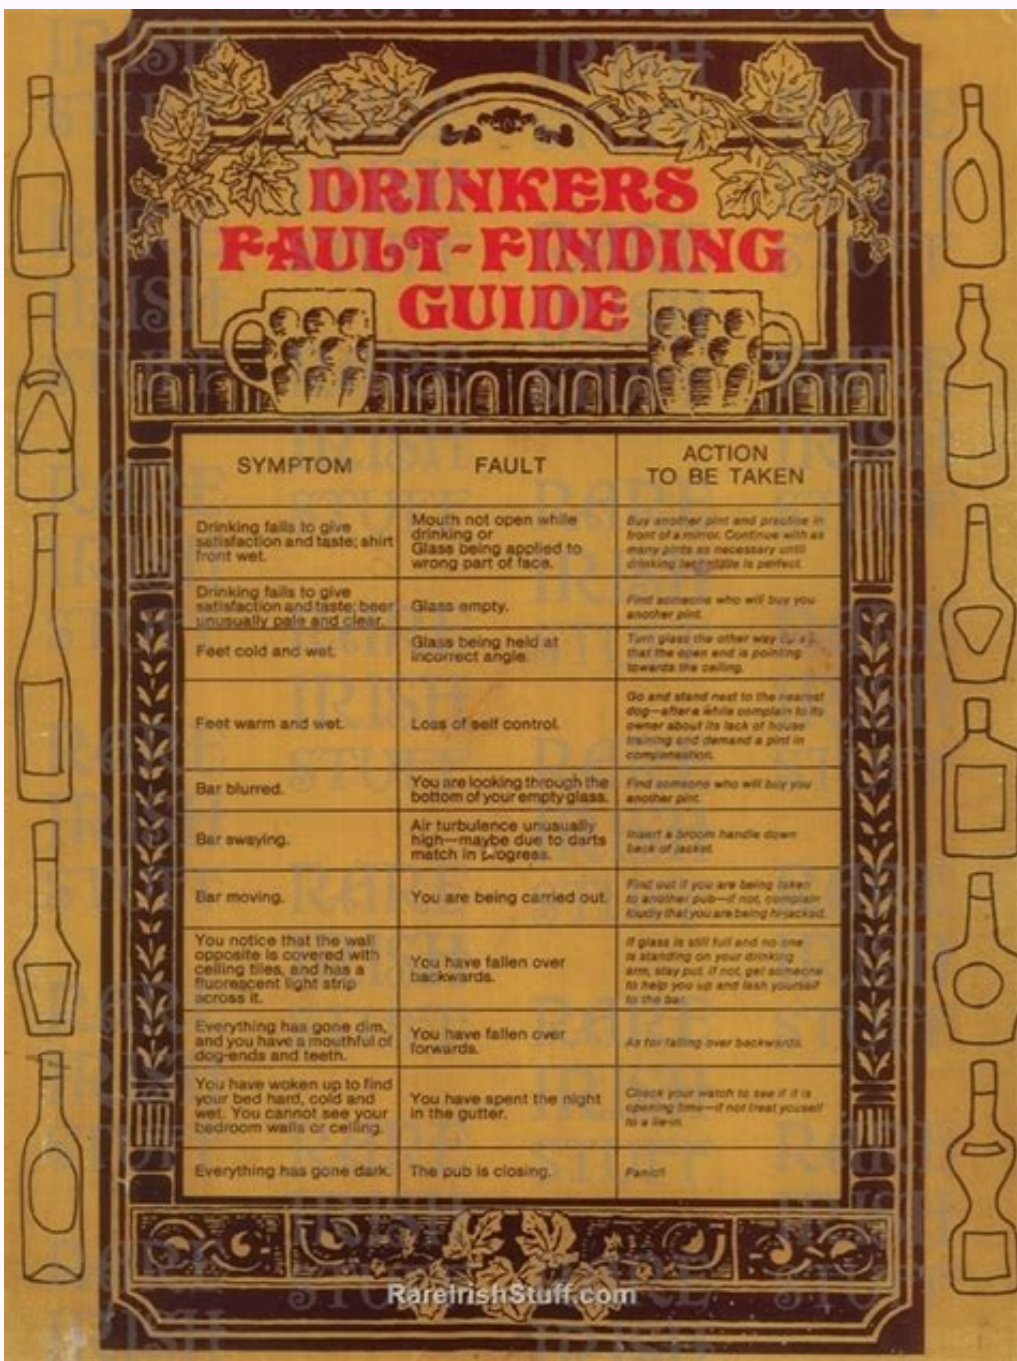 DRINKERS
FAULT-FINDING
GUIDE
SYMPTOM
FAULT
ACTION
TO BE TAKEN
Drinking fails to give
satisfaction and taste; shirt
front wet.
Mouth not open while
drinking or
Glass being applied to
wrong part of face.
Buy another pint and practise in
front of a mirror. Continue with as
many pints as necessary until
drinking technique is perfect.
Drinking fails to give
satisfaction and taste; beer
unusually pale and clear.
Glass empty.
Find someone who will buy you
another pint.
Feet cold and wet.
Glass being held at
incorrect angle.
Turn glass the other way up so
that the open end is pointing
towards the ceiling.
Feet warm and wet.
Loss of self control.
Go and stand next to the nearest
dog—after a while complain to its
owner about its lack of house
training and demand a pint in
compensation.
Bar blurred.
You are looking through the
bottom of your empty glass.
Find someone who will buy you
another pint.
Bar swaying.
Air turbulence unusually
high—maybe due to darts
match in progress.
Insert a broom handle down
back of jacket.
Bar moving.
You are being carried out.
Find out if you are being taken
to another pub—if not, complain
loudly that you are being hi-jacked.
You notice that the wall
opposite is covered with
ceiling tiles, and has a
fluorescent light strip
across it.
You have fallen over
backwards.
If glass is still full and no one
is standing on your drinking
arm, stay put. If not, get someone
to help you up and lash yourself
to the bar.
Everything has gone dim,
and you have a mouthful of
dog-ends and teeth.
You have fallen over
forwards.
As for falling over backwards.
You have woken up to find
your bed hard, cold and
wet. You cannot see your
bedroom walls or ceiling.
You have spent the night
in the gutter.
Check your watch to see if it is
opening time—if not treat youself
to a lie-in.
Everything has gone dark.
The pub is closing.
Panic!!
RareIrishStuff.com